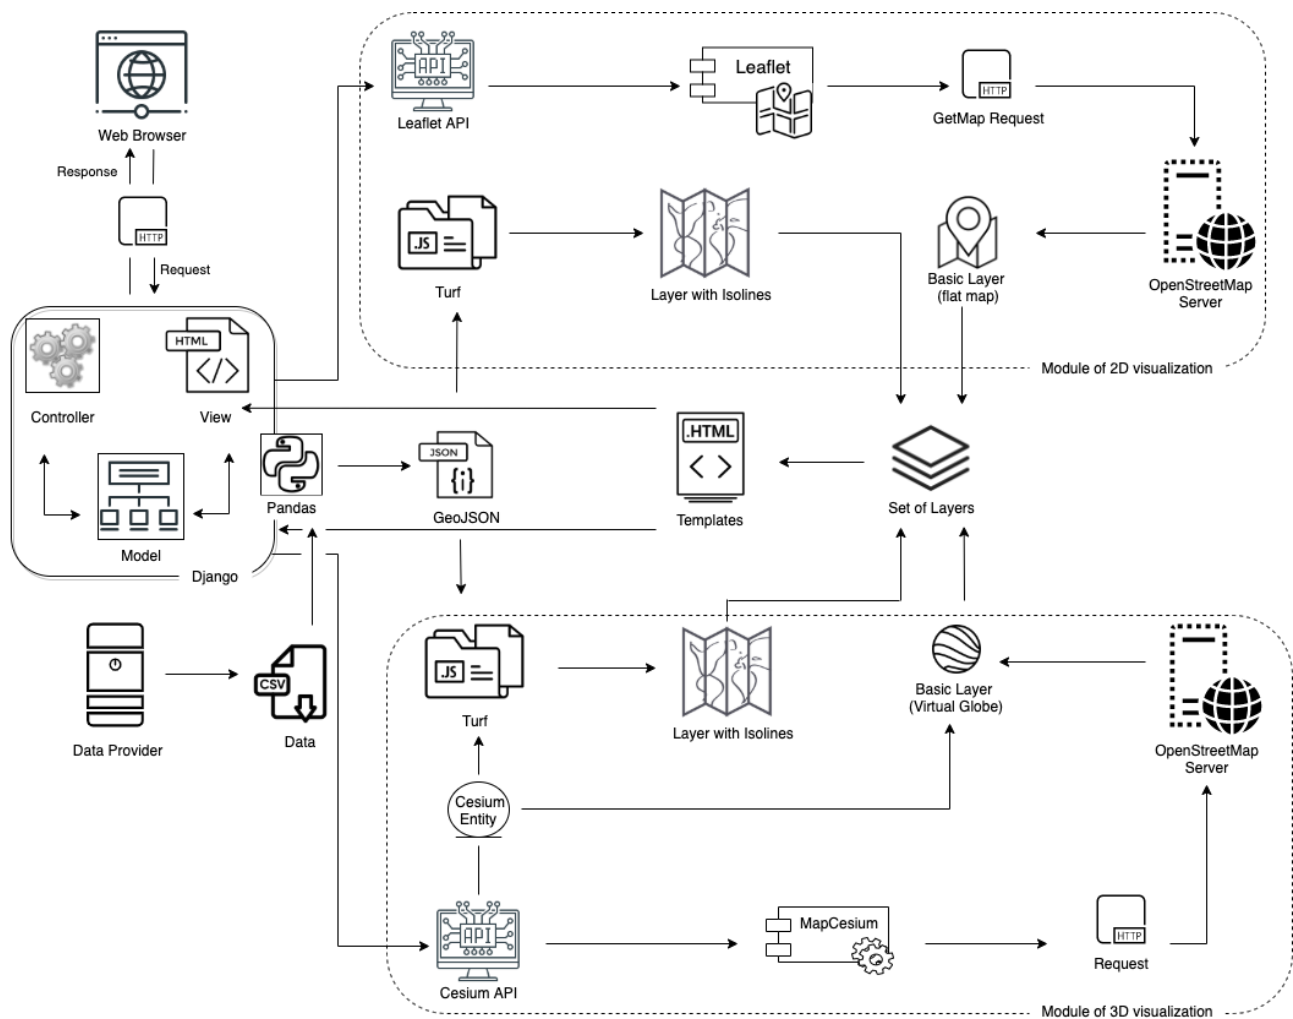 Web Browser
Response
HTTP
Request
API
Leaflet API
Leaflet
HTTP
GetMap Request
.JS
Turf
Layer with Isolines
Basic Layer
(flat map)
OpenStreetMap
Server
Module of 2D visualization
Controller
HTML
</>
View
Model
Django
Pandas
JSON
{i}
GeoJSON
.HTML
< >
Templates
Set of Layers
Data Provider
CSV
Data
.JS
Turf
Layer with Isolines
Basic Layer
(Virtual Globe)
OpenStreetMap
Server
Cesium
Entity
API
Cesium API
MapCesium
HTTP
Request
Module of 3D visualization